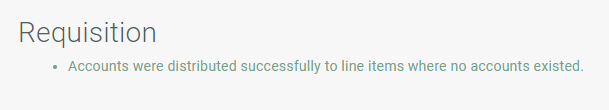 Requisition
• Accounts were distributed successfully to line items where no accounts existed.